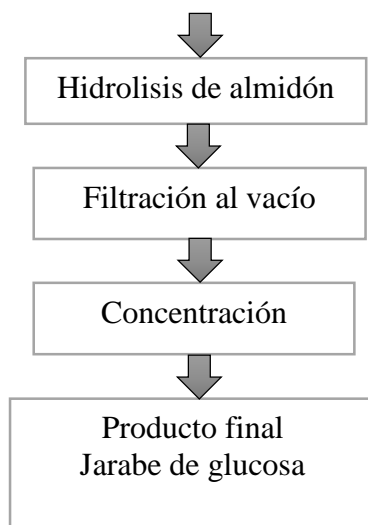 Hidrolisis de almidón
Filtración al vacío
Concentración
Producto final
Jarabe de glucosa